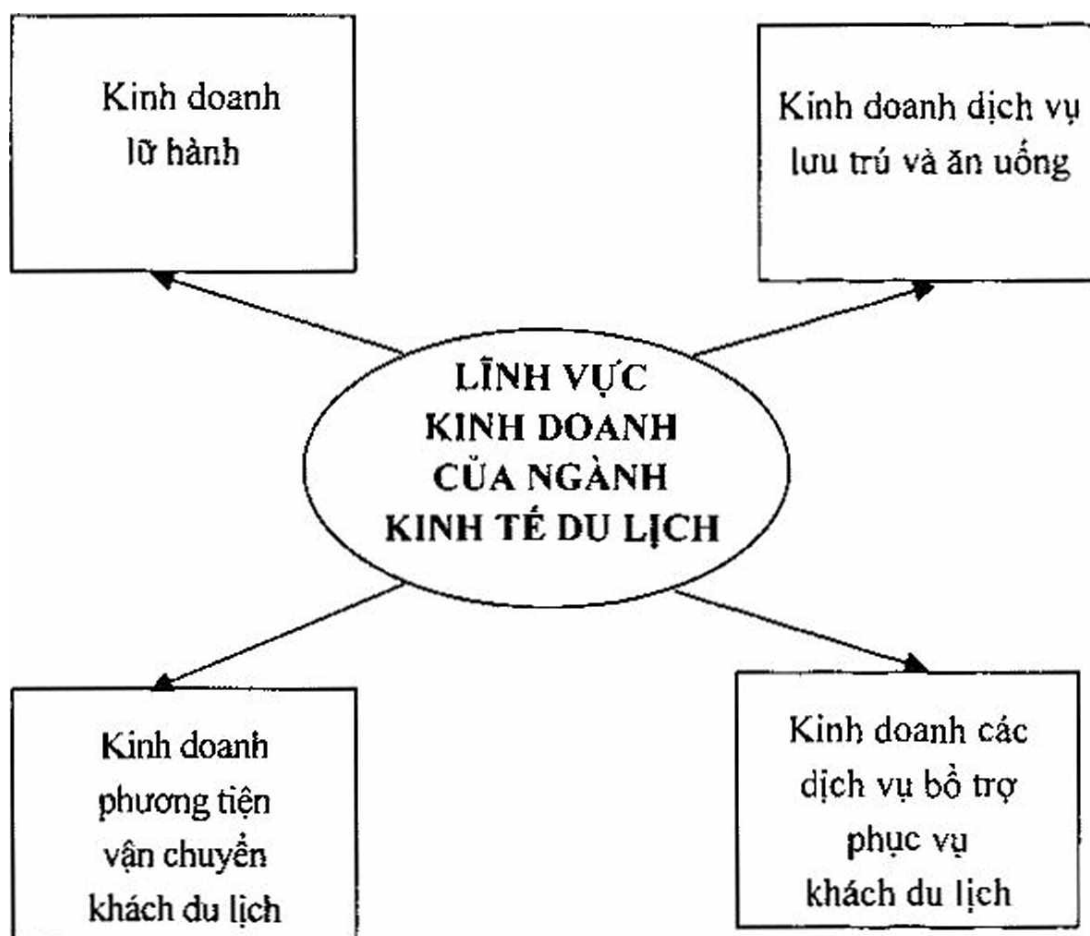 Kinh doanh
lữ hành
Kinh doanh dịch vụ
lưu trú và ăn uống
LĨNH VỰC
KINH DOANH
CỦA NGÀNH
KINH TẾ DU LỊCH
Kinh doanh
phương tiện
vận chuyển
khách du lịch
Kinh doanh các
dịch vụ bổ trợ
phục vụ
khách du lịch